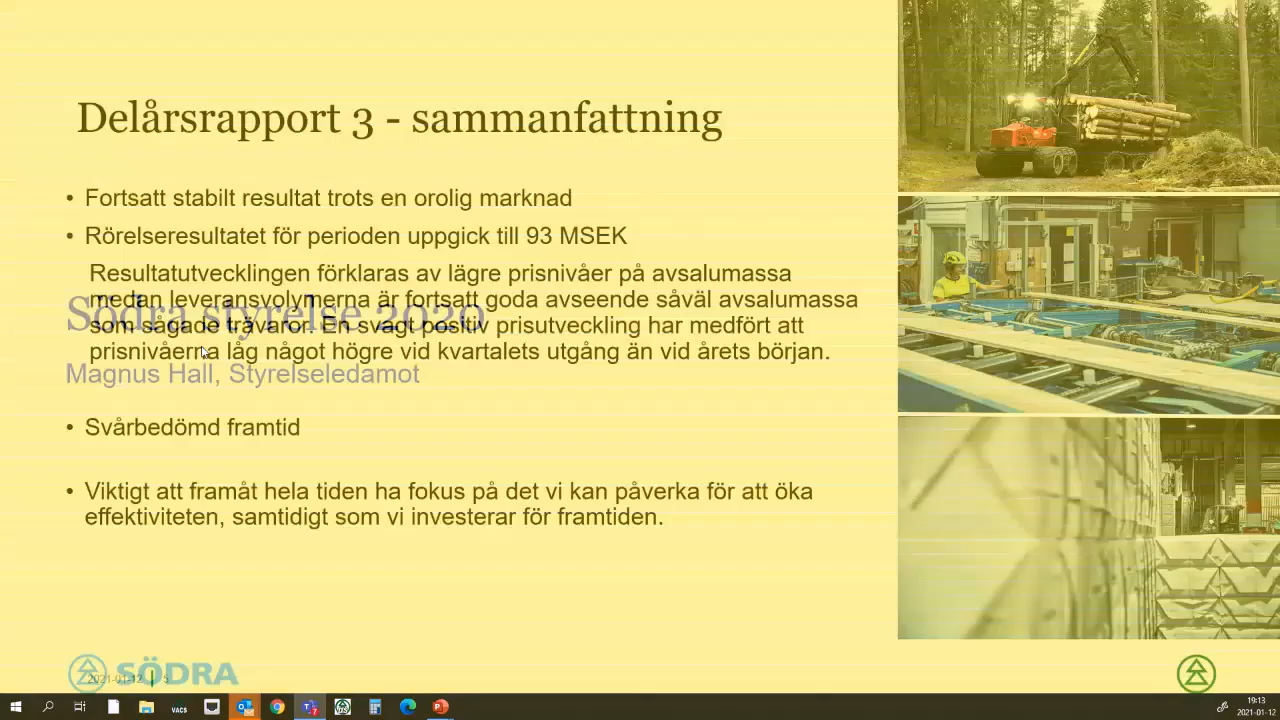 Delårsrapport 3 - sammanfattning
• Fortsatt stabilt resultat trots en orolig marknad
• Rörelseresultatet för perioden uppgick till 93 MSEK
Resultatutvecklingen förklaras av lägre prisnivåer på avsalumassa
medan leveransvolymerna är fortsatt goda avseende såväl avsalumassa
Södra styrelse 2020
som sågade trävaror. En svagt positiv prisutveckling har medfört att
prisnivåerna låg något högre vid kvartalets utgång än vid årets början.
Magnus Hall, Styrelseledamot
• Svårbedömd framtid
• Viktigt att framåt hela tiden ha fokus på det vi kan påverka för att öka
effektiviteten, samtidigt som vi investerar för framtiden.
SÖDRA
2021-01-12 | 5
VACS
19:13
2021-01-12